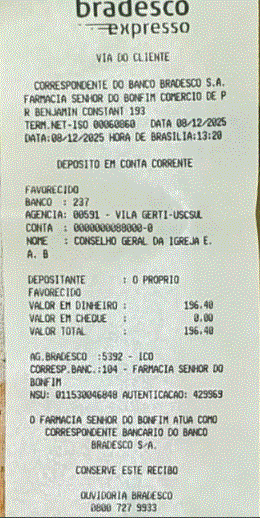 bradesco
expresso
VIA DO CLIENTE
CORRESPONDENTE DO BANCO BRADESCO S.A.
FARMACIA SENHOR DO BONFIM COMERCIO DE P
R BENJAMIN CONSTANT 193
TERM.NET-ISO 00060860 DATA 08/12/2025
DATA:08/12/2025 HORA DE BRASILIA:13:20
DEPOSITO EM CONTA CORRENTE
FAVORECIDO
BANCO : 237
AGENCIA: 00591 - VILA GERTI-USCSUL
CONTA : 0000000088000-0
NOME : CONSELHO GERAL DA IGREJA E.
A. B
DEPOSITANTE : O PROPRIO
FAVORECIDO
VALOR EM DINHEIRO : 196.40
VALOR EM CHEQUE : 0.00
VALOR TOTAL : 196.40
AG.BRADESCO :5392 - ICO
CORRESP.BANC.:104 - FARMACIA SENHOR DO
BONFIM
NSU: 011530046848 AUTENTICACAO: 429969
O FARMACIA SENHOR DO BONFIM ATUA COMO
CORRESPONDENTE BANCARIO DO BANCO
BRADESCO S/A.
CONSERVE ESTE RECIBO
OUVIDORIA BRADESCO
0800 727 9933